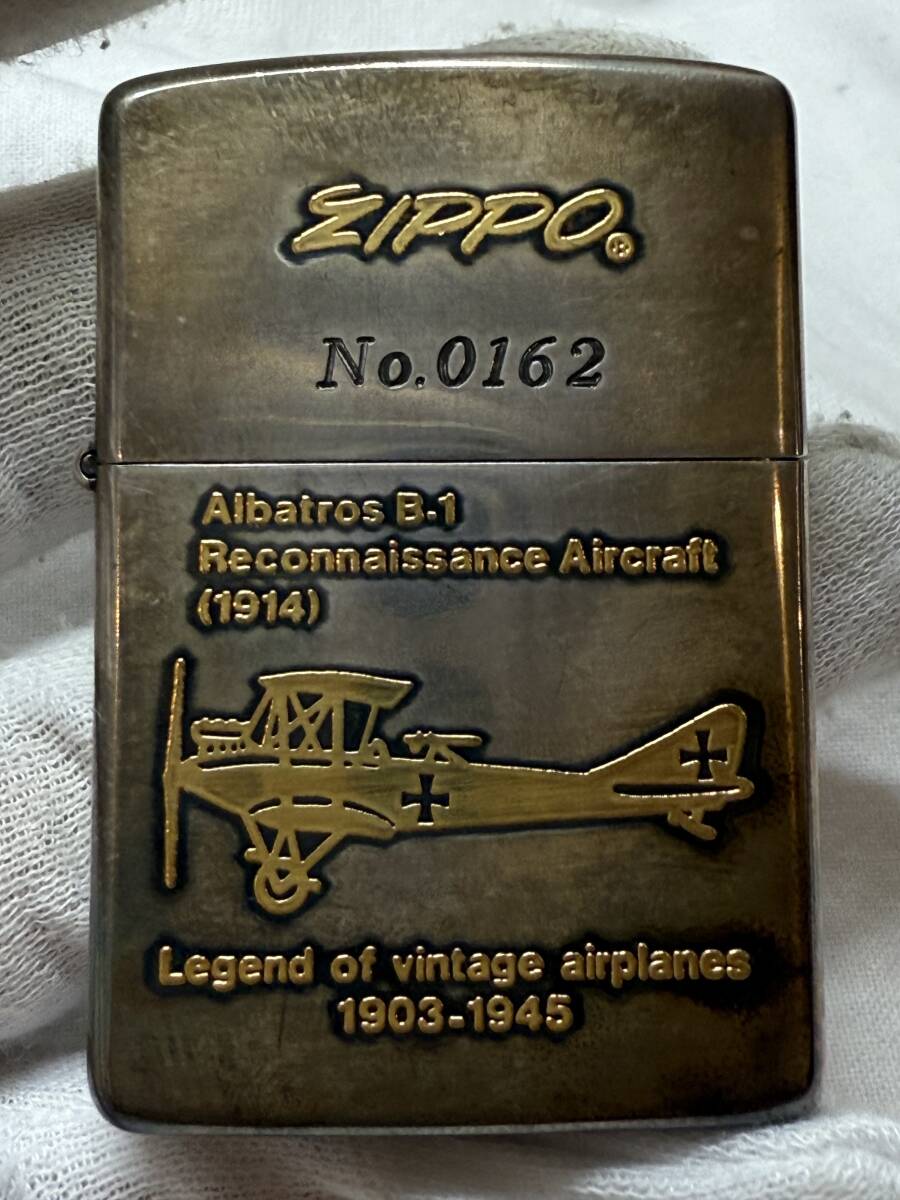 ZIPPO®
No.0162
Albatros B-1
Reconnaissance Aircraft
(1914)
Legend of vintage airplanes
1903-1945